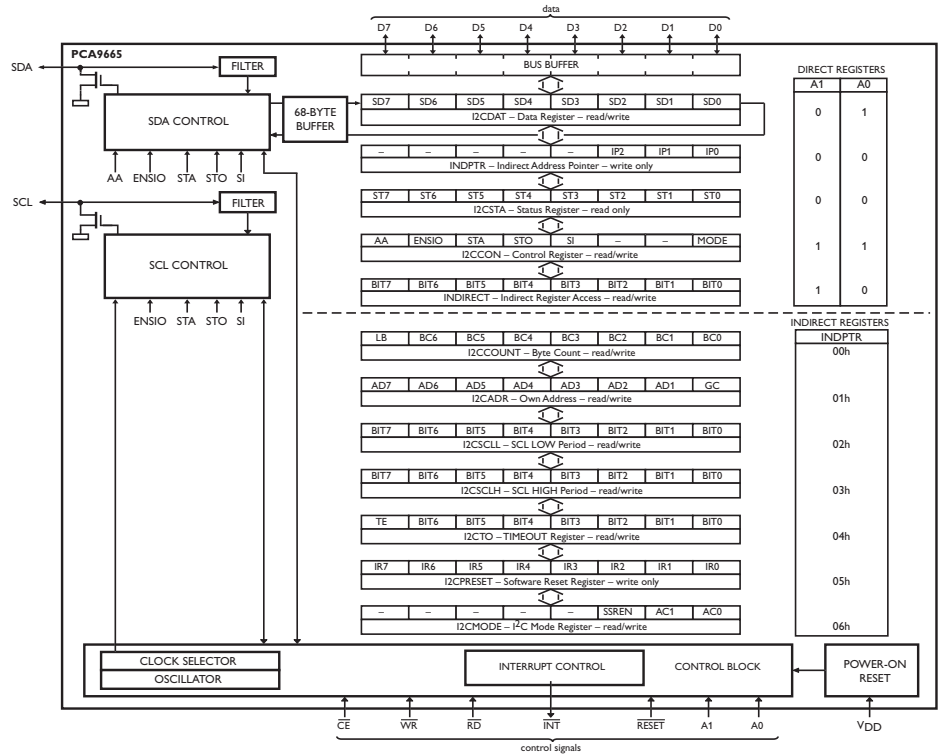 data
D7 D6 D5 D4 D3 D2 D1 D0
PCA9665
SDA
FILTER
BUS BUFFER
DIRECT REGISTERS
A1 A0
SDA CONTROL
68-BYTE
BUFFER
SD7 SD6 SD5 SD4 SD3 SD2 SD1 SD0
I2CDAT – Data Register – read/write
0 1
– – – – – IP2 IP1 IP0
INDPTR – Indirect Address Pointer – write only
0 0
AA ENSIO STA STO SI
SCL
FILTER
ST7 ST6 ST5 ST4 ST3 ST2 ST1 ST0
I2CSTA – Status Register – read only
0 0
SCL CONTROL
AA ENSIO STA STO SI – – MODE
I2CCON – Control Register – read/write
1 1
BIT7 BIT6 BIT5 BIT4 BIT3 BIT2 BIT1 BIT0
INDIRECT – Indirect Register Access – read/write
1 0
ENSIO STA STO SI
INDIRECT REGISTERS
INDPTR
LB BC6 BC5 BC4 BC3 BC2 BC1 BC0
I2CCOUNT – Byte Count – read/write
00h
AD7 AD6 AD5 AD4 AD3 AD2 AD1 GC
I2CADR – Own Address – read/write
01h
BIT7 BIT6 BIT5 BIT4 BIT3 BIT2 BIT1 BIT0
I2CSCLL – SCL LOW Period – read/write
02h
BIT7 BIT6 BIT5 BIT4 BIT3 BIT2 BIT1 BIT0
I2CSCLH – SCL HIGH Period – read/write
03h
TE BIT6 BIT5 BIT4 BIT3 BIT2 BIT1 BIT0
I2CTO – TIMEOUT Register – read/write
04h
IR7 IR6 IR5 IR4 IR3 IR2 IR1 IR0
I2CPRESET – Software Reset Register – write only
05h
– – – – – SSREN AC1 AC0
I2CMODE – I²C Mode Register – read/write
06h
CLOCK SELECTOR
OSCILLATOR
INTERRUPT CONTROL
CONTROL BLOCK
POWER-ON
RESET
CE WR RD INT RESET A1 A0 VDD
control signals